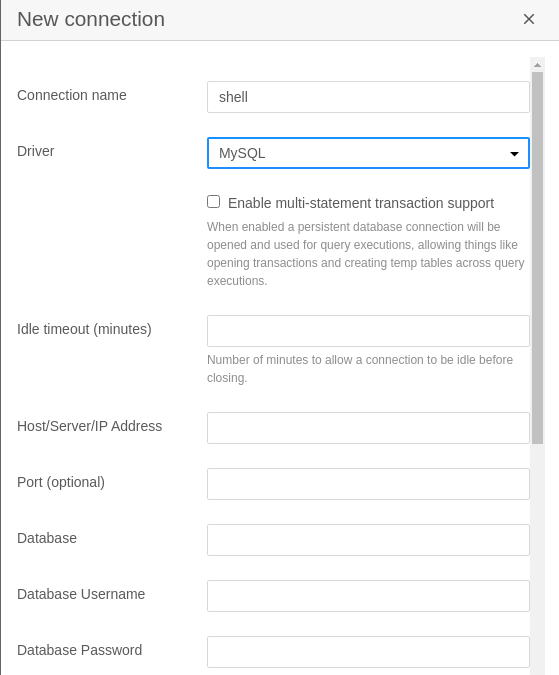 New connection
×
Connection name
shell
Driver
MySQL
Enable multi-statement transaction support
When enabled a persistent database connection will be
opened and used for query executions, allowing things like
opening transactions and creating temp tables across query
executions.
Idle timeout (minutes)
Number of minutes to allow a connection to be idle before
closing.
Host/Server/IP Address
Port (optional)
Database
Database Username
Database Password